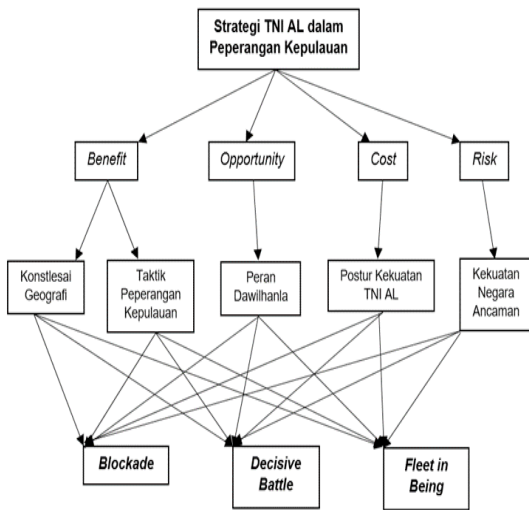 Strategi TNI AL dalam
Peperangan Kepulauan
Benefit
Opportunity
Cost
Risk
Konstlesai
Geografi
Taktik
Peperangan
Kepulauan
Peran
Dawilhanla
Postur Kekuatan
TNI AL
Kekuatan
Negara
Ancaman
Blockade
Decisive
Battle
Fleet in
Being